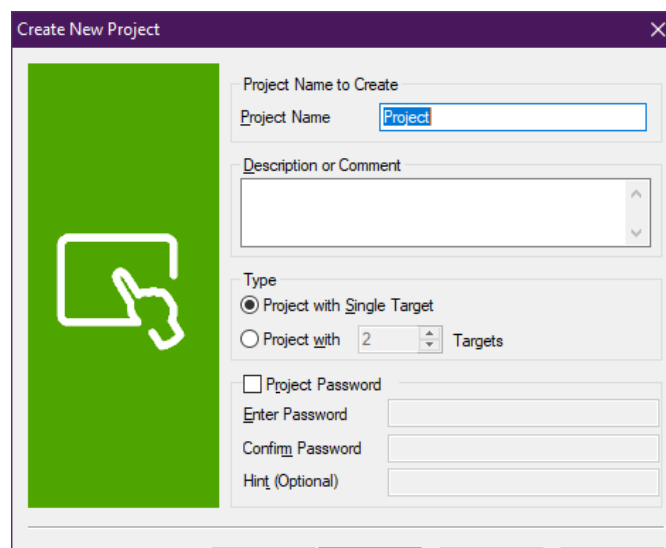 Create New Project
Project Name to Create
Project Name Project
Description or Comment
Type
Project with Single Target
Project with 2 Targets
Project Password
Enter Password
Confirm Password
Hint (Optional)